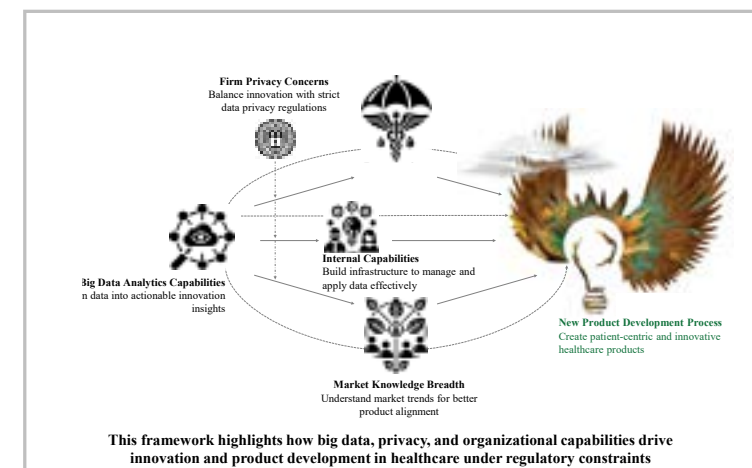 Firm Privacy Concerns
Balance innovation with strict
data privacy regulations
Internal Capabilities
Build infrastructure to manage and
apply data effectively
Big Data Analytics Capabilities
n data into actionable innovation
insights
New Product Development Process
Create patient-centric and innovative
healthcare products
Market Knowledge Breadth
Understand market trends for better
product alignment
This framework highlights how big data, privacy, and organizational capabilities drive
innovation and product development in healthcare under regulatory constraints